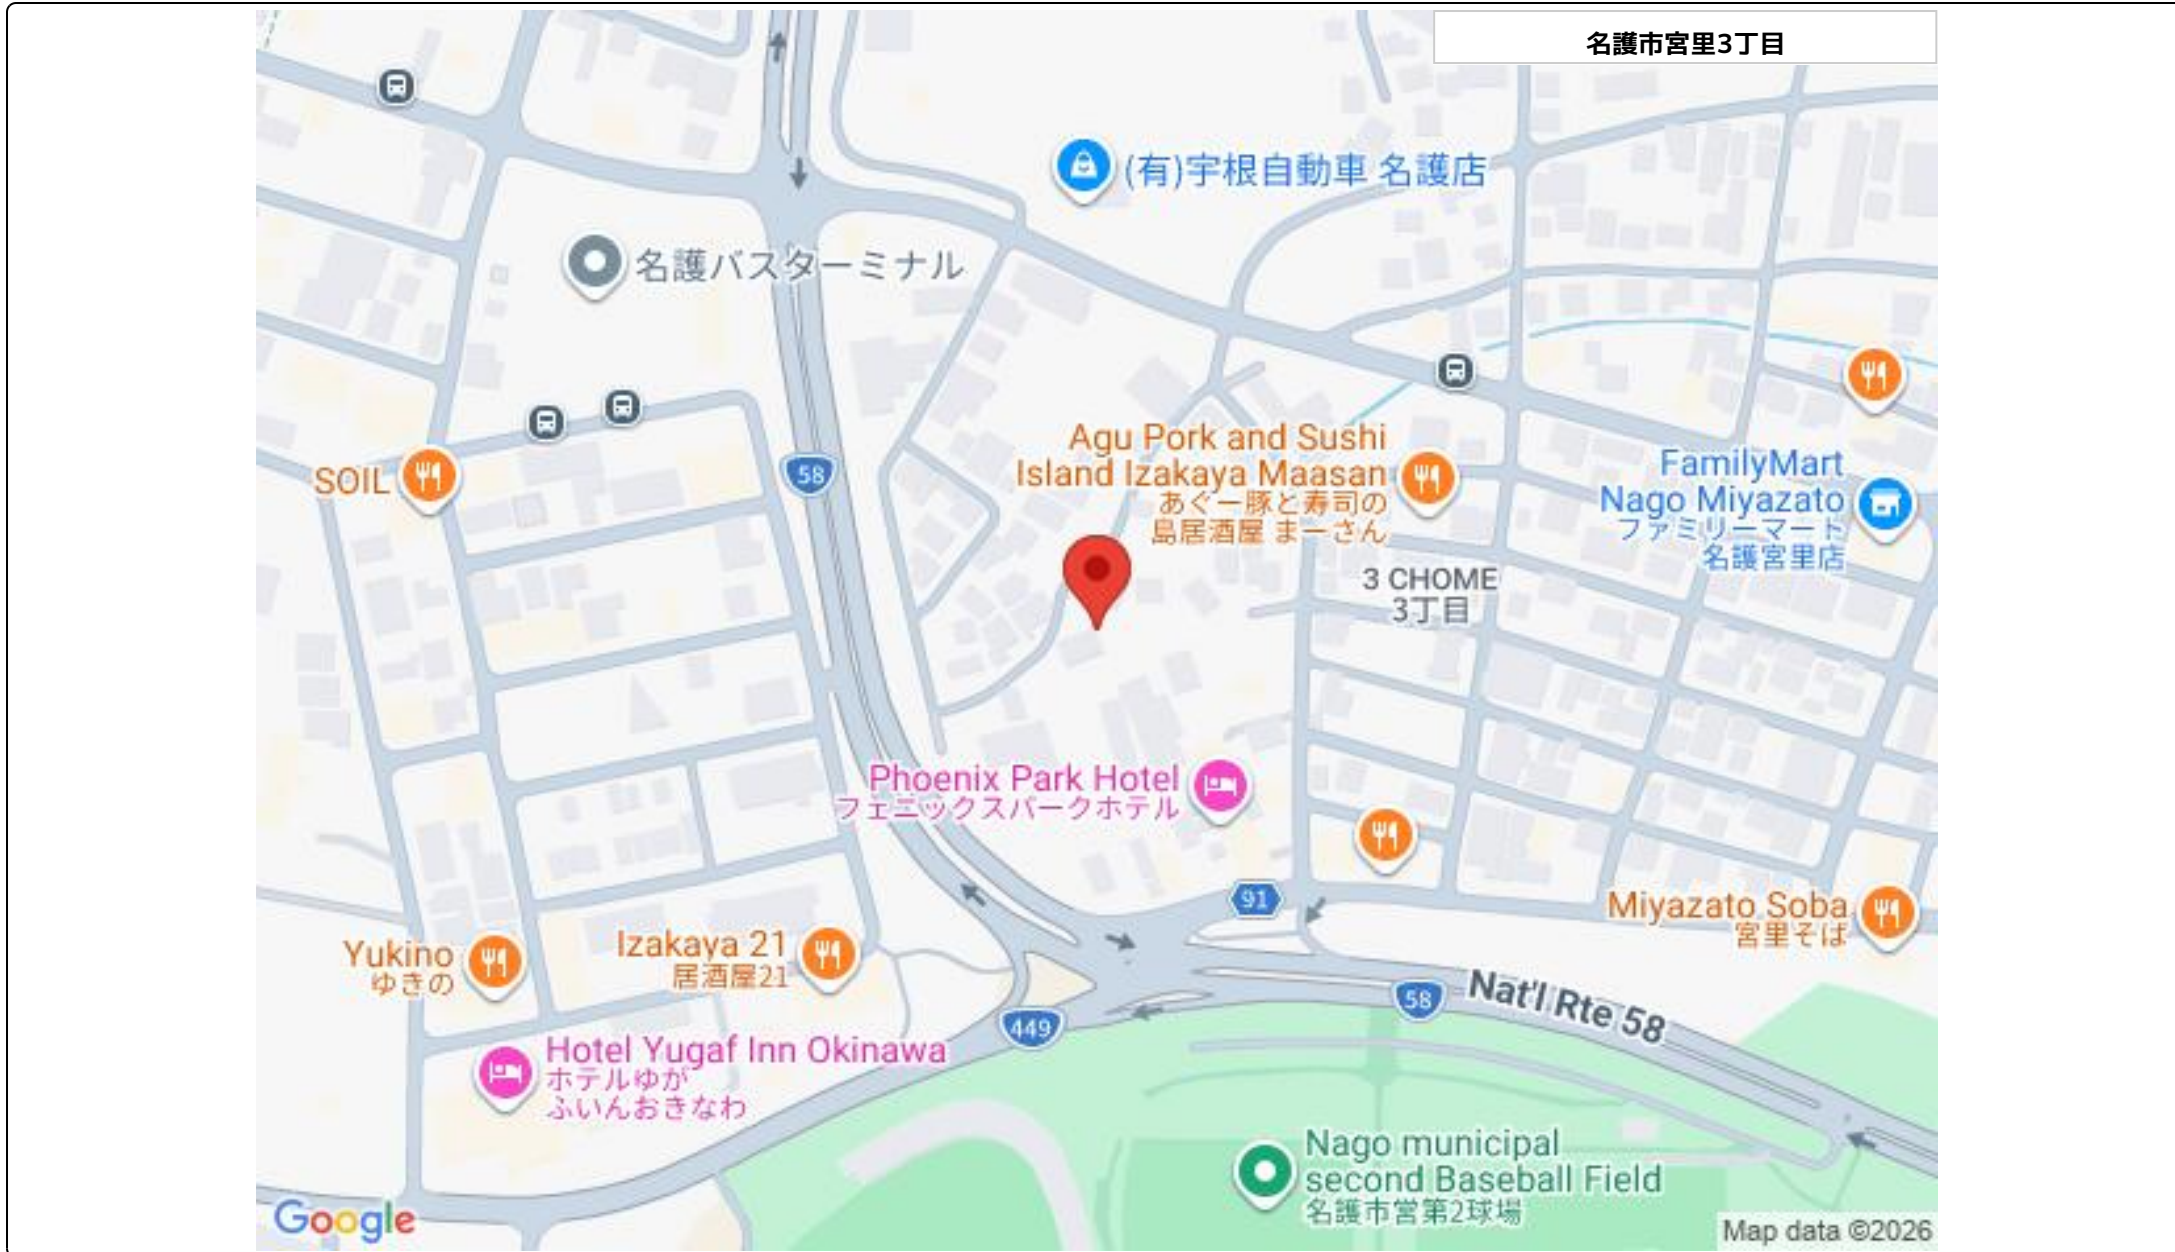 名護市宮里3丁目
(有)宇根自動車 名護店
名護バスターミナル
58
Agu Pork and Sushi
Island Izakaya Maasan
あぐー豚と寿司の
島居酒屋 まーさん
SOIL
FamilyMart
Nago Miyazato
ファミリーマート
名護宮里店
3 CHOME
3丁目
Phoenix Park Hotel
フェニックスパークホテル
91
Miyazato Soba
宮里そば
Yukino
ゆきの
Izakaya 21
居酒屋21
58
Nat'l Rte 58
449
Hotel Yugaf Inn Okinawa
ホテルゆが
ふいんおきなわ
Nago municipal
second Baseball Field
名護市営第2球場
Google
Map data ©2026